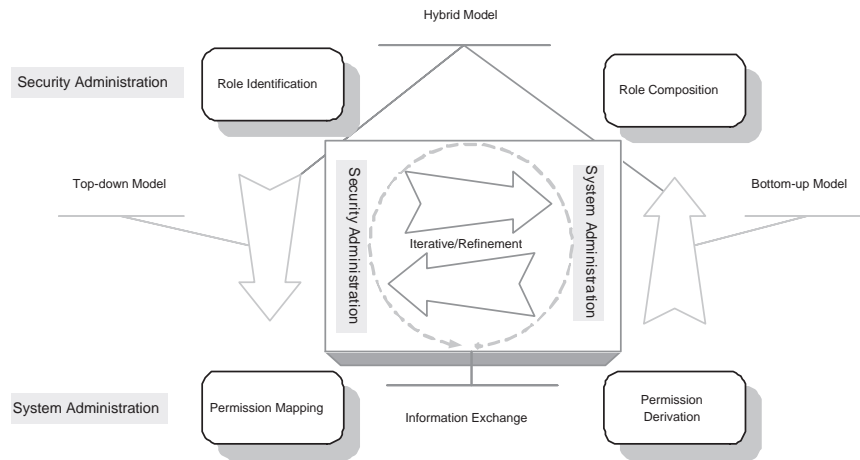 Hybrid Model
Security Administration
Role Identification
Role Composition
Top-down Model
Security Administration
System Administration
Bottom-up Model
Iterative/Refinement
System Administration
Permission Mapping
Information Exchange
Permission
Derivation